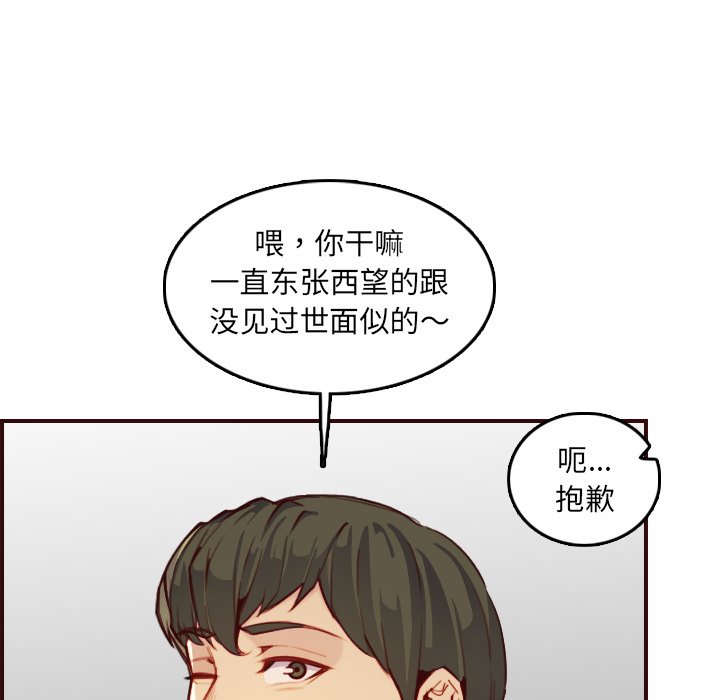 喂，你干嘛
一直东张西望的跟
没见过世面似的～
呃…
抱歉